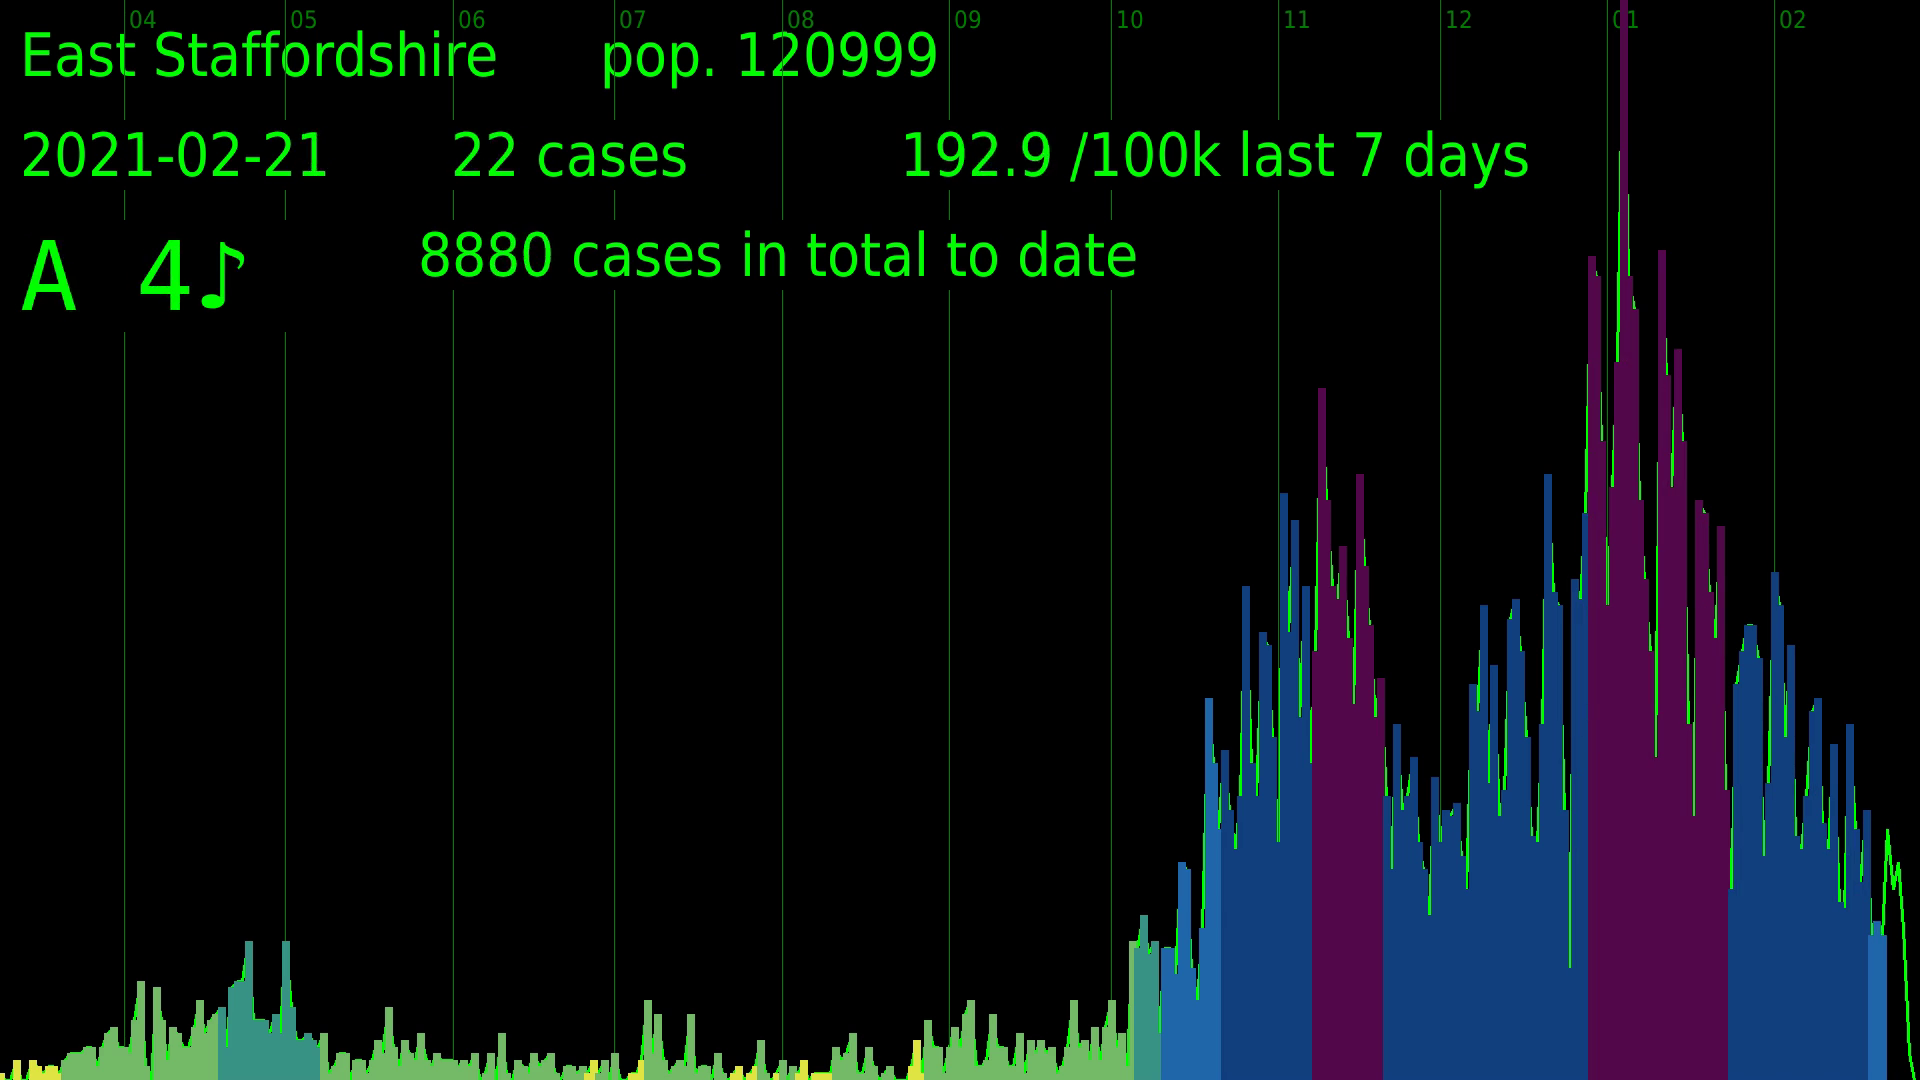 04 05 06 07 08 09 10 11 12 01 02
East Staffordshire pop. 120999
2021-02-21 22 cases 192.9 /100k last 7 days
A 4♪ 8880 cases in total to date